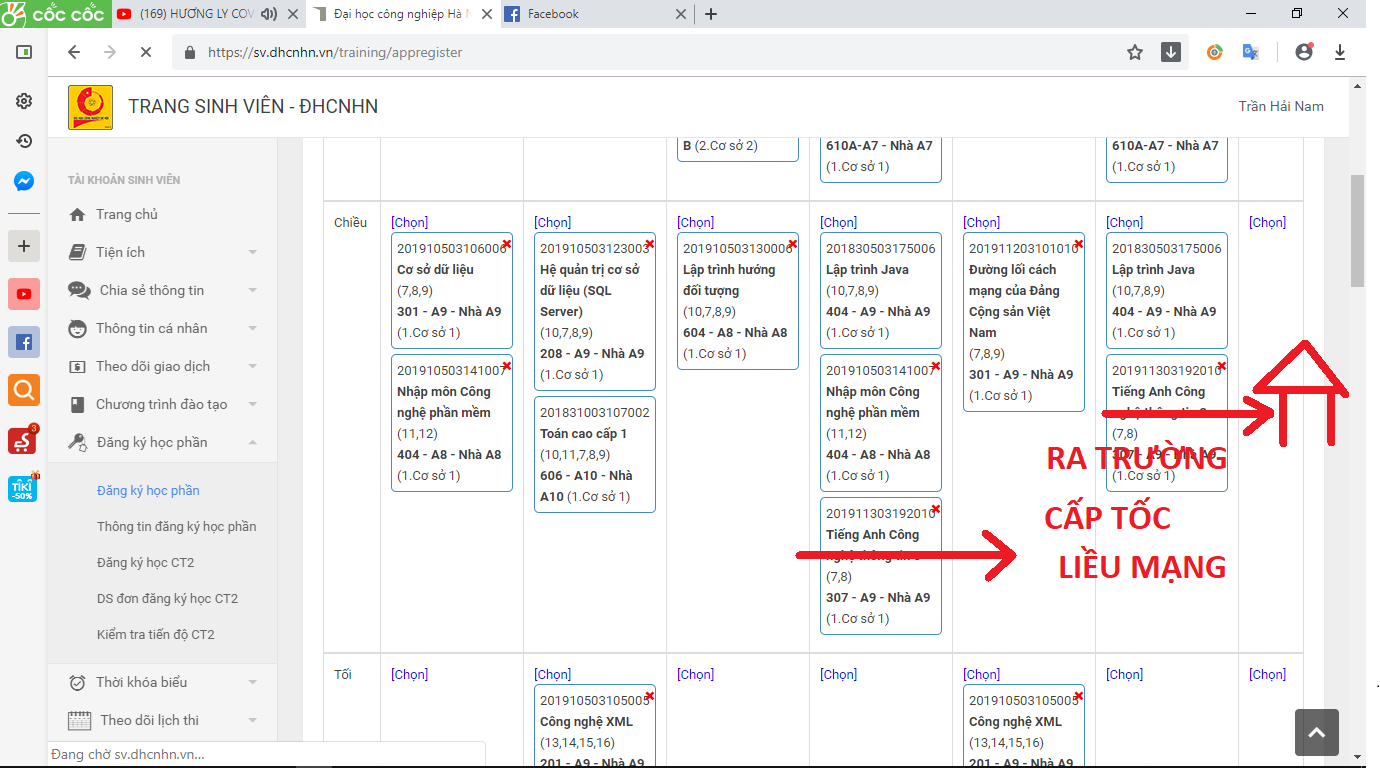 cốc cốc
(169) HƯƠNG LY COV
Đại học công nghiệp Hà N
Facebook
https://sv.dhcnhn.vn/training/appregister
TRANG SINH VIÊN - ĐHCNHN
Trần Hải Nam
TÀI KHOẢN SINH VIÊN
Trang chủ
Tiện ích
Chia sẻ thông tin
Thông tin cá nhân
Theo dõi giao dịch
Chương trình đào tạo
Đăng ký học phần
Đăng ký học phần
Thông tin đăng ký học phần
Đăng ký học CT2
DS đơn đăng ký học CT2
Kiểm tra tiến độ CT2
Thời khóa biểu
Theo dõi lịch thi
3
TIKI
-50%
B (2.Cơ sở 2)
610A-A7 - Nhà A7
(1.Cơ sở 1)
610A-A7 - Nhà A7
(1.Cơ sở 1)
Chiều
[Chọn]
201910503106006
Cơ sở dữ liệu
(7,8,9)
301 - A9 - Nhà A9
(1.Cơ sở 1)
201910503141007
Nhập môn Công
nghệ phần mềm
(11,12)
404 - A8 - Nhà A8
(1.Cơ sở 1)
[Chọn]
201910503123003
Hệ quản trị cơ sở
dữ liệu (SQL
Server)
(10,7,8,9)
208 - A9 - Nhà A9
(1.Cơ sở 1)
201831003107002
Toán cao cấp 1
(10,11,7,8,9)
606 - A10 - Nhà
A10 (1.Cơ sở 1)
[Chọn]
201910503130006
Lập trình hướng
đối tượng
(10,7,8,9)
604 - A8 - Nhà A8
(1.Cơ sở 1)
[Chọn]
201830503175006
Lập trình Java
(10,7,8,9)
404 - A9 - Nhà A9
(1.Cơ sở 1)
201910503141007
Nhập môn Công
nghệ phần mềm
(11,12)
404 - A8 - Nhà A8
(1.Cơ sở 1)
201911303192010
Tiếng Anh Công
nghệ thông tin
(7,8)
307 - A9 - Nhà A9
(1.Cơ sở 1)
[Chọn]
201911203101010
Đường lối cách
mạng của Đảng
Cộng sản Việt
Nam
(7,8,9)
301 - A9 - Nhà A9
(1.Cơ sở 1)
[Chọn]
201830503175006
Lập trình Java
(10,7,8,9)
404 - A9 - Nhà A9
(1.Cơ sở 1)
201911303192010
Tiếng Anh Công
nghệ thông tin
(7,8)
307 - A9 - Nhà A9
(1.Cơ sở 1)
[Chọn]
RA TRƯỜNG
CẤP TỐC
LIỀU MẠNG
Tối
[Chọn]
[Chọn]
201910503105005
Công nghệ XML
(13,14,15,16)
201 - A9 - Nhà A9
[Chọn]
[Chọn]
[Chọn]
201910503105005
Công nghệ XML
(13,14,15,16)
201 - A9 - Nhà A9
[Chọn]
[Chọn]
Đang chờ sv.dhcnhn.vn...